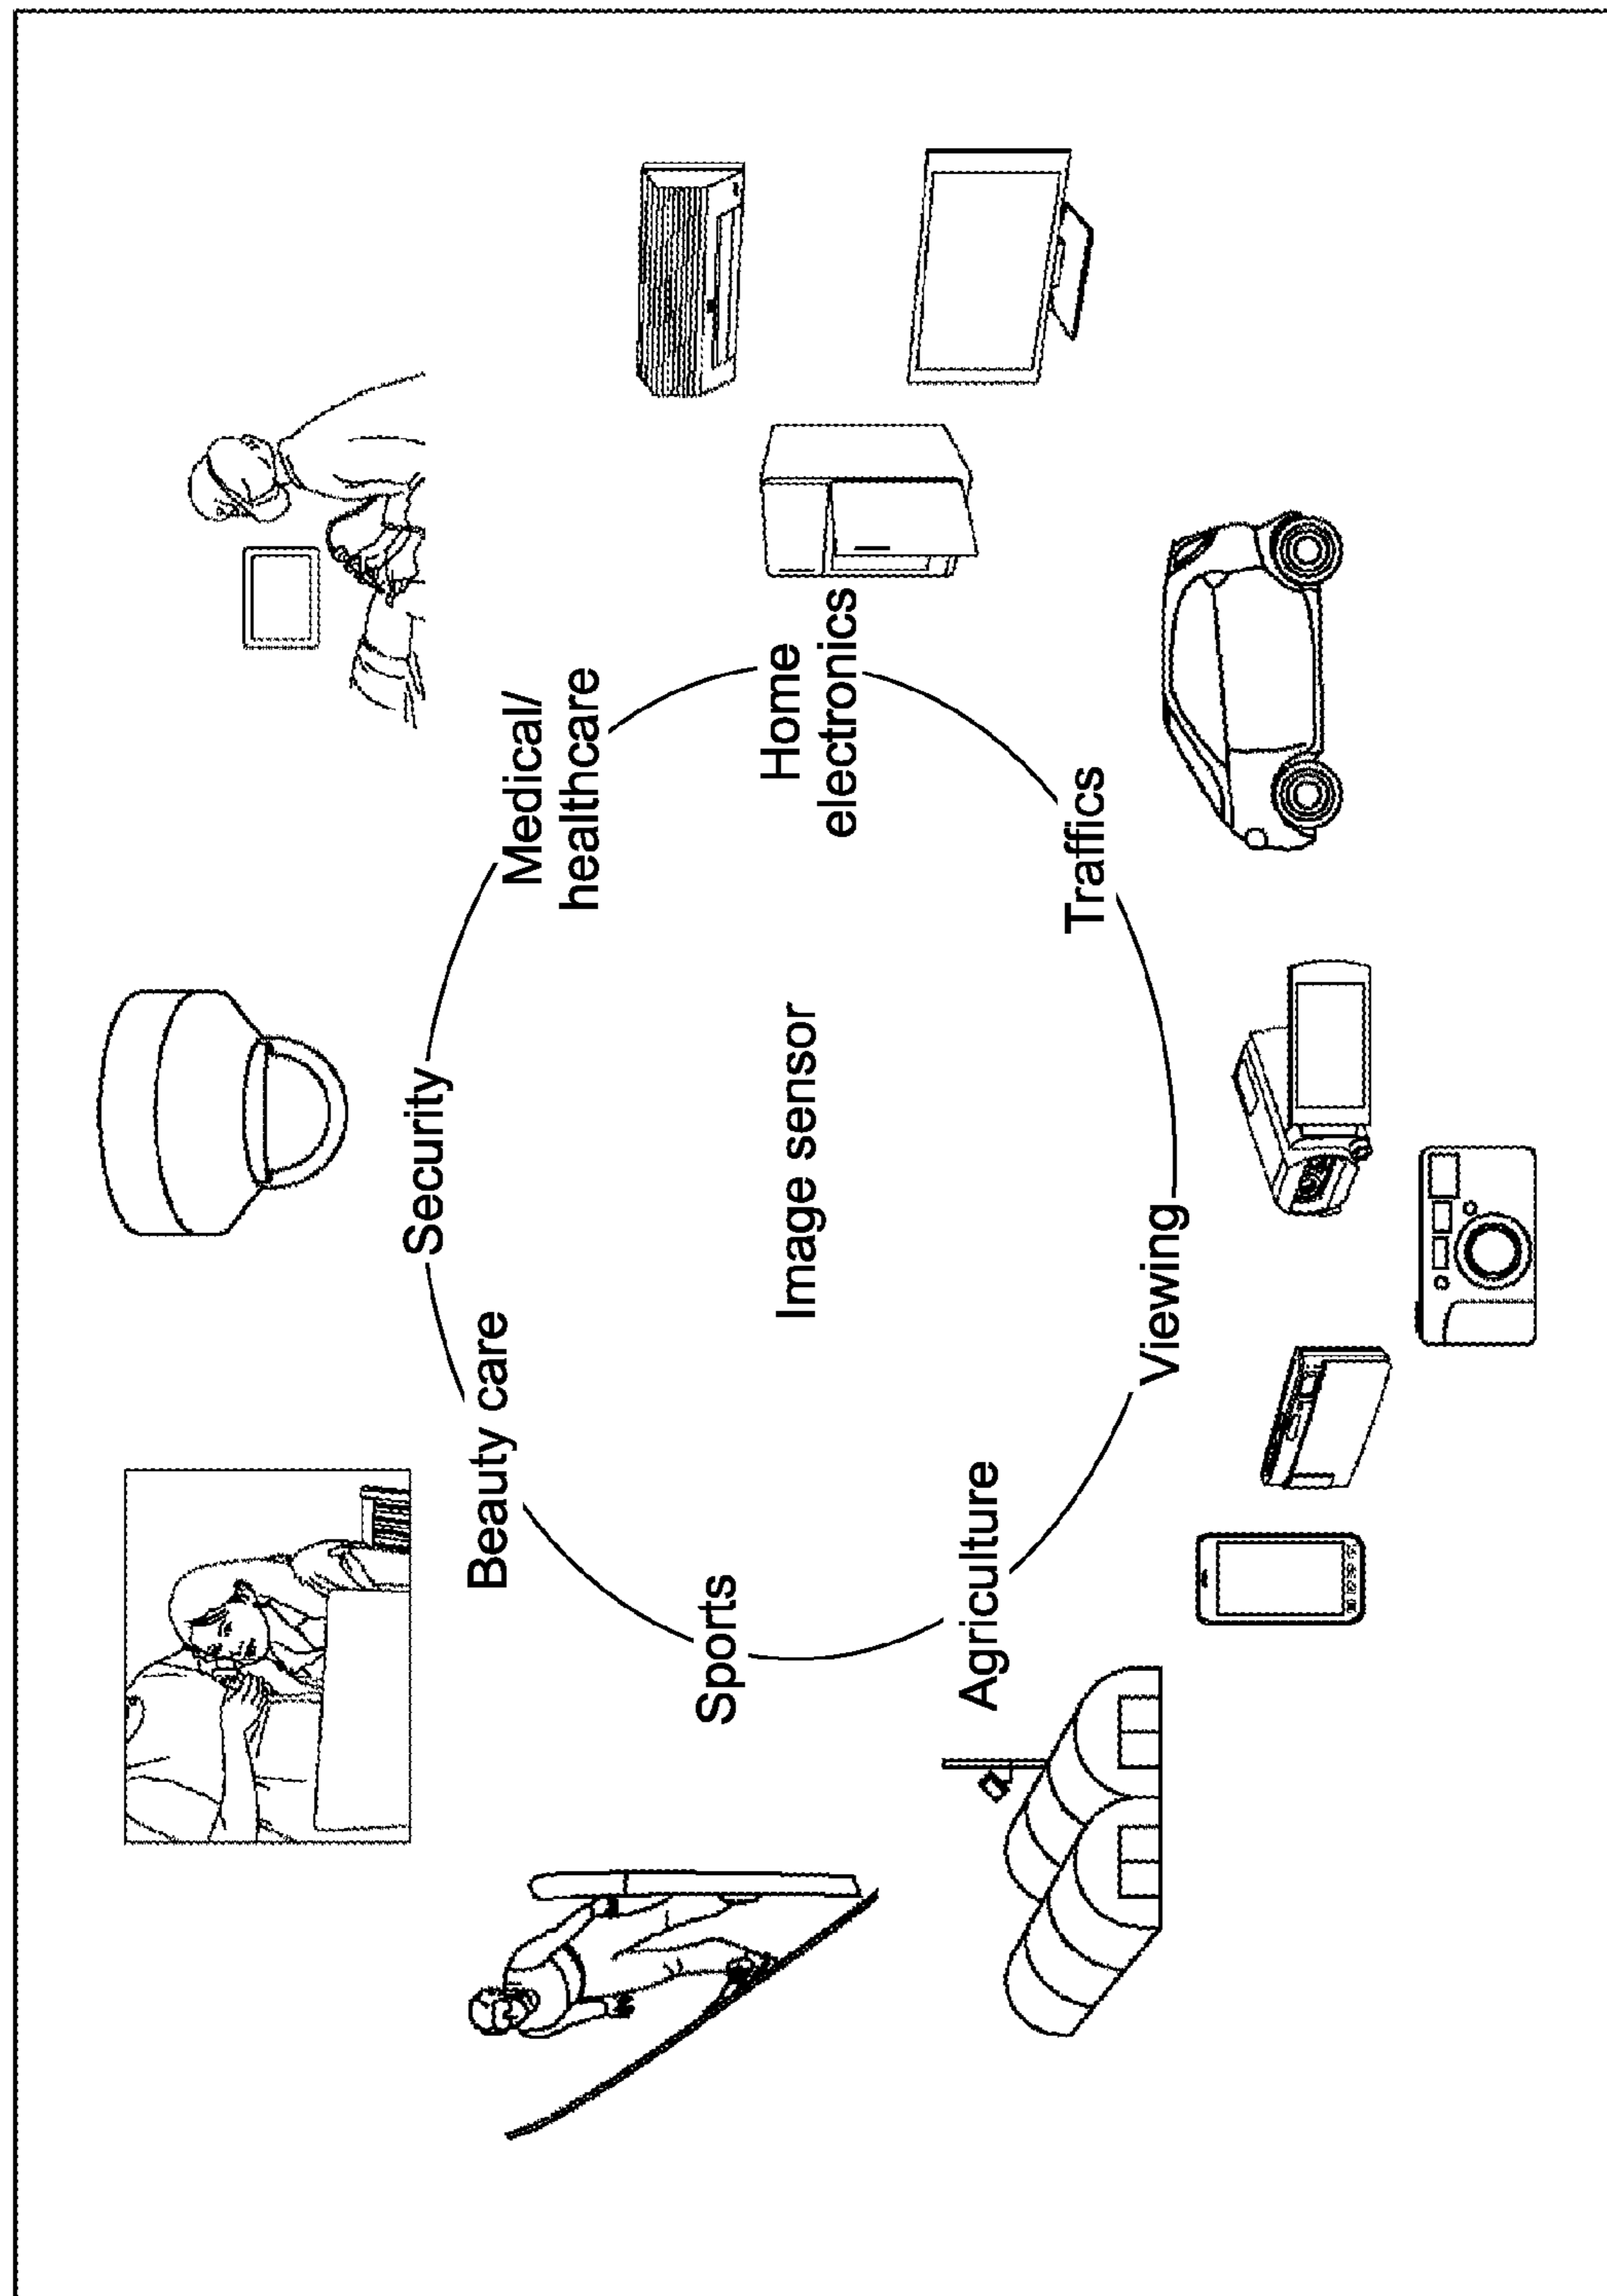 Security
Beauty care
Medical/
healthcare
Sports
Image sensor
Home
electronics
Agriculture
Traffics
Viewing